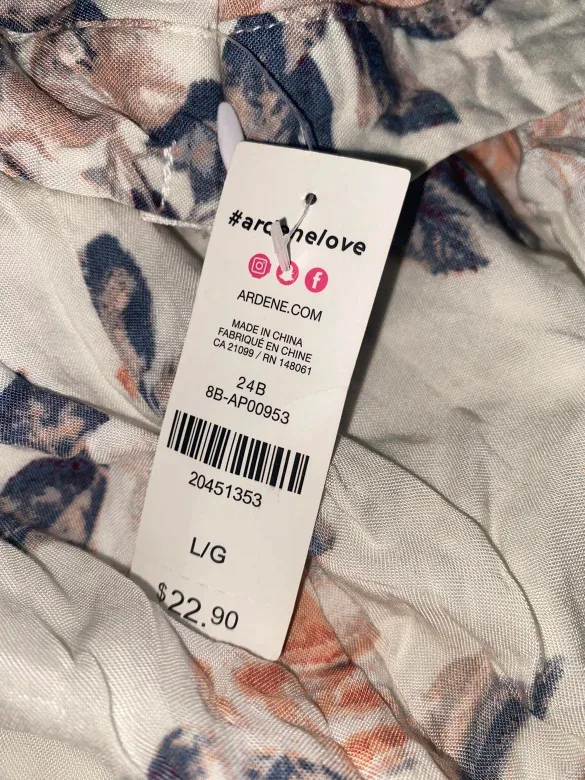 #ardenelove
ARDENE.COM
MADE IN CHINA
FABRIQUÉ EN CHINE
CA 21099 / RN 148061
24B
8B-AP00953
20451353
L/G
$22.90